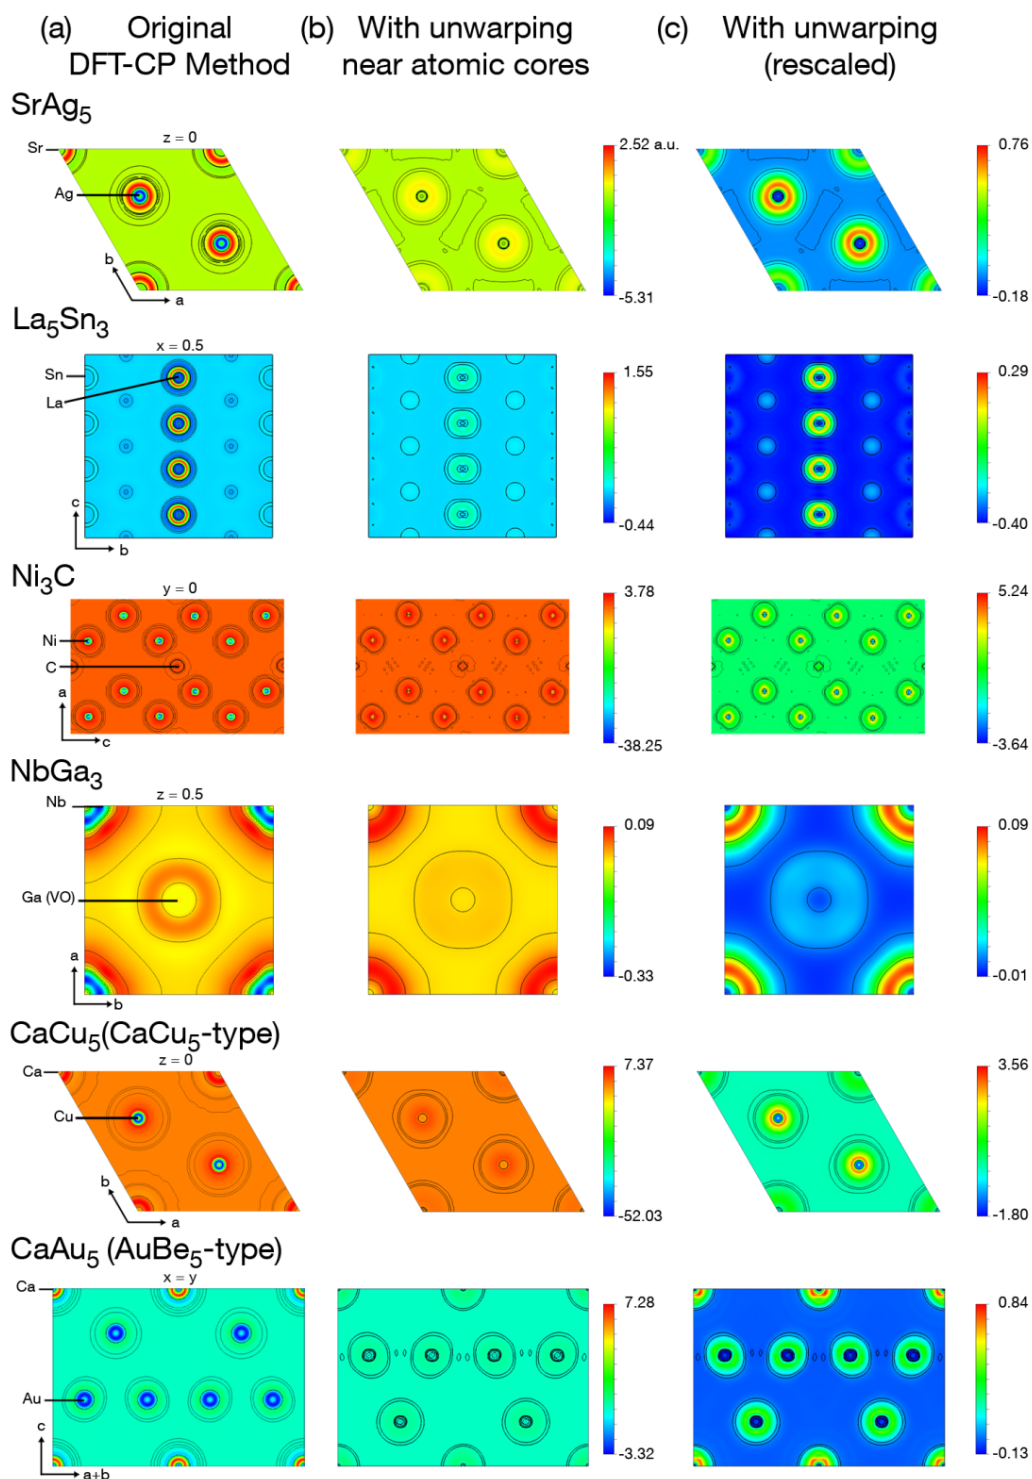 (a) Original (b) With unwarping (c) With unwarping
DFT-CP Method near atomic cores (rescaled)
SrAg5
z = 0
Sr 2.52 a.u. 0.76
Ag
b
a -5.31 -0.18
La5Sn3
x = 0.5
Sn 1.55 0.29
La
c
b -0.44 -0.40
Ni3C
y = 0
3.78 5.24
Ni
C
a
c -38.25 -3.64
NbGa3
Nb z = 0.5
0.09 0.09
Ga (VO)
a
b -0.33 -0.01
CaCu5(CaCu5-type)
z = 0
Ca 7.37 3.56
Cu
b
a -52.03 -1.80
CaAu5 (AuBe5-type)
x = y
Ca 7.28 0.84
Au
c
a+b -3.32 -0.13